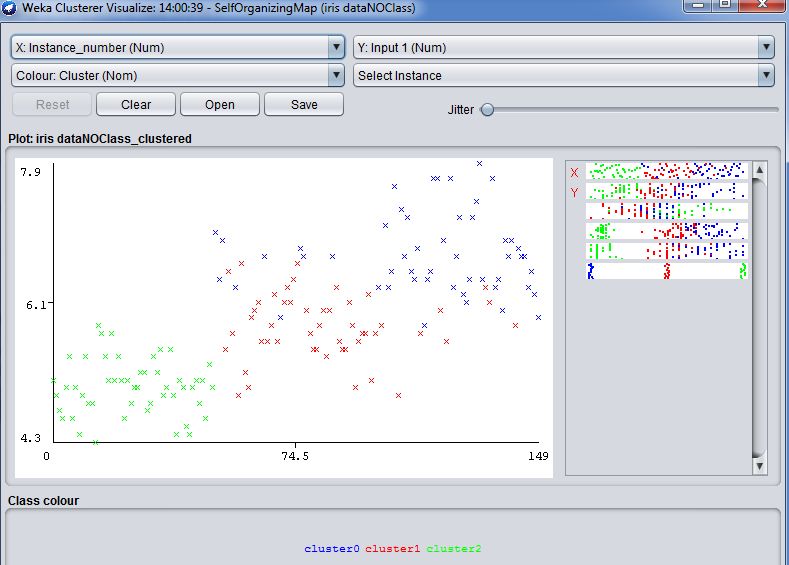 Weka Clusterer Visualize: 14:00:39 - SelfOrganizingMap (iris dataNOClass)
X: Instance_number (Num) Y: Input 1 (Num)
Colour: Cluster (Nom) Select Instance
Reset Clear Open Save Jitter
Plot: iris dataNOClass_clustered
7.9
X
Y
6.1
4.3
0 74.5 149
Class colour
cluster0 cluster1 cluster2